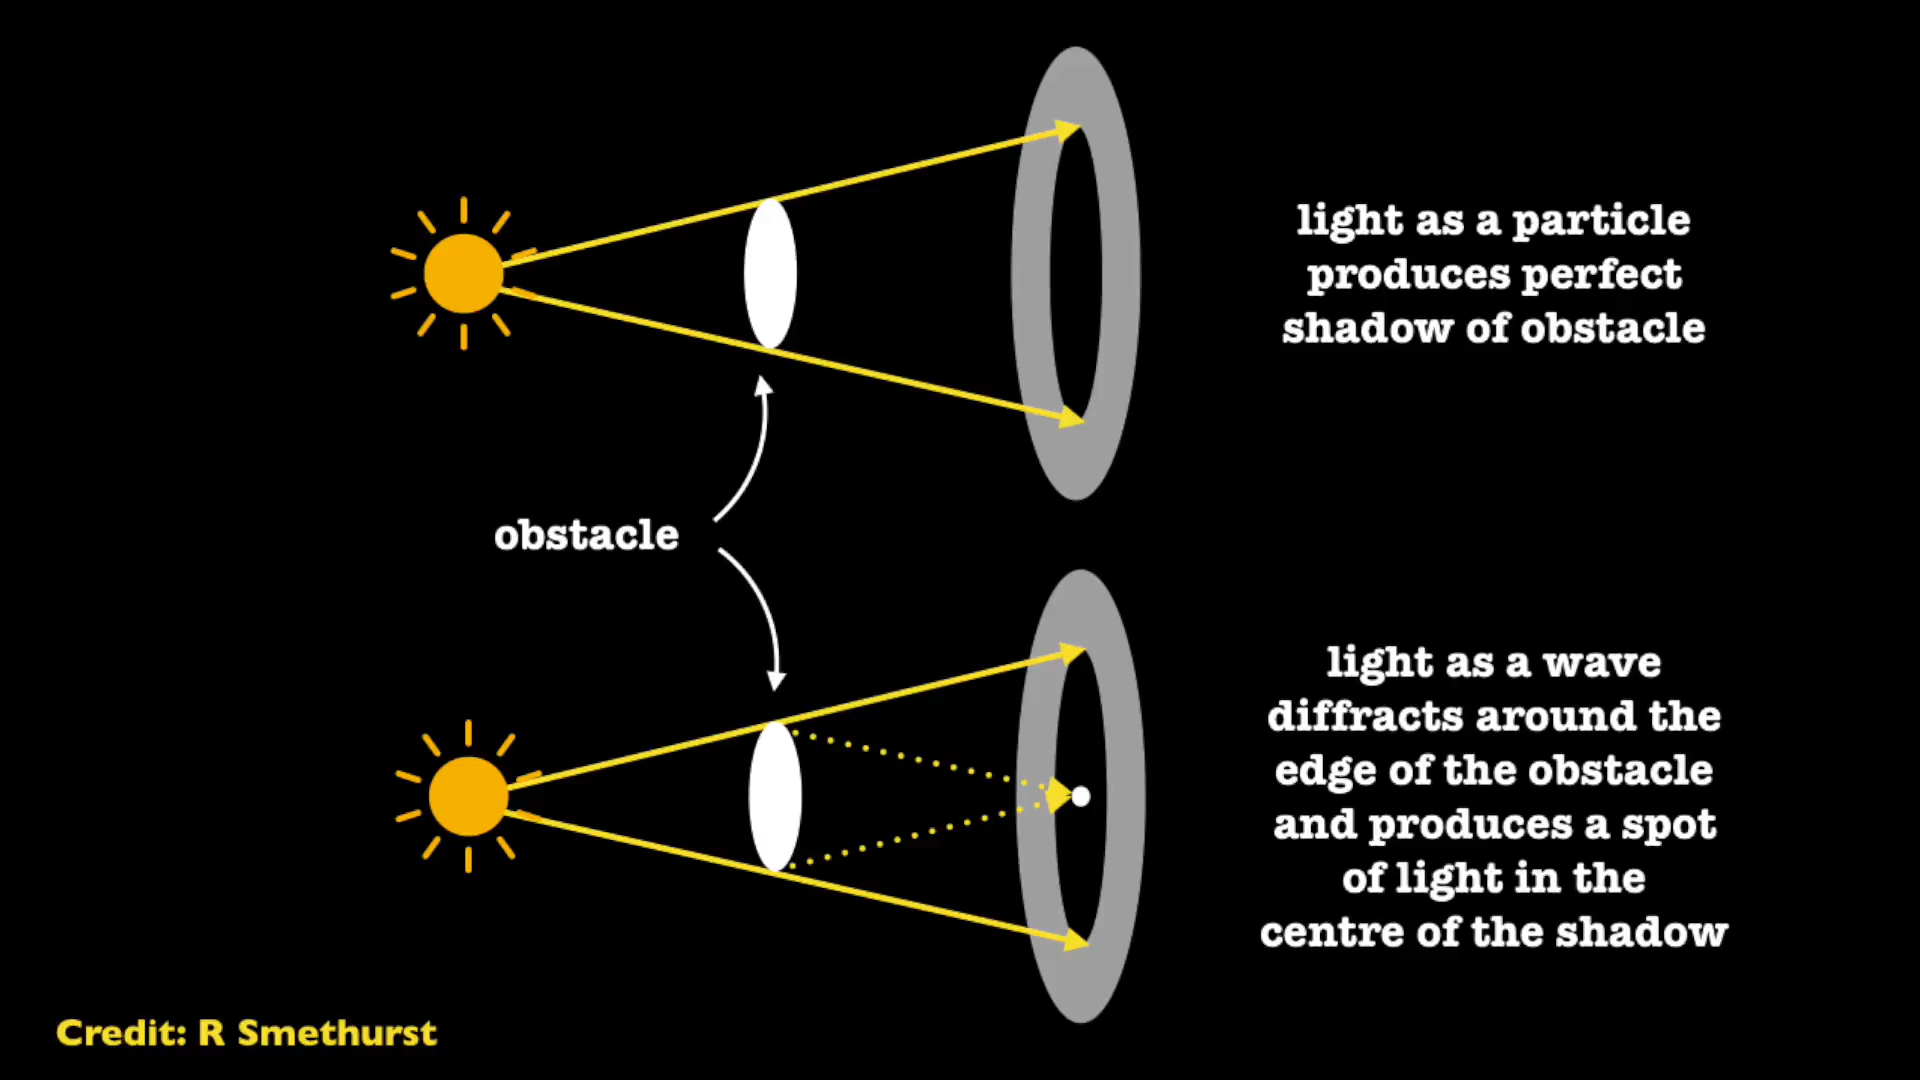 light as a particle
produces perfect
shadow of obstacle
obstacle
light as a wave
diffracts around the
edge of the obstacle
and produces a spot
of light in the
centre of the shadow
Credit: R Smethurst